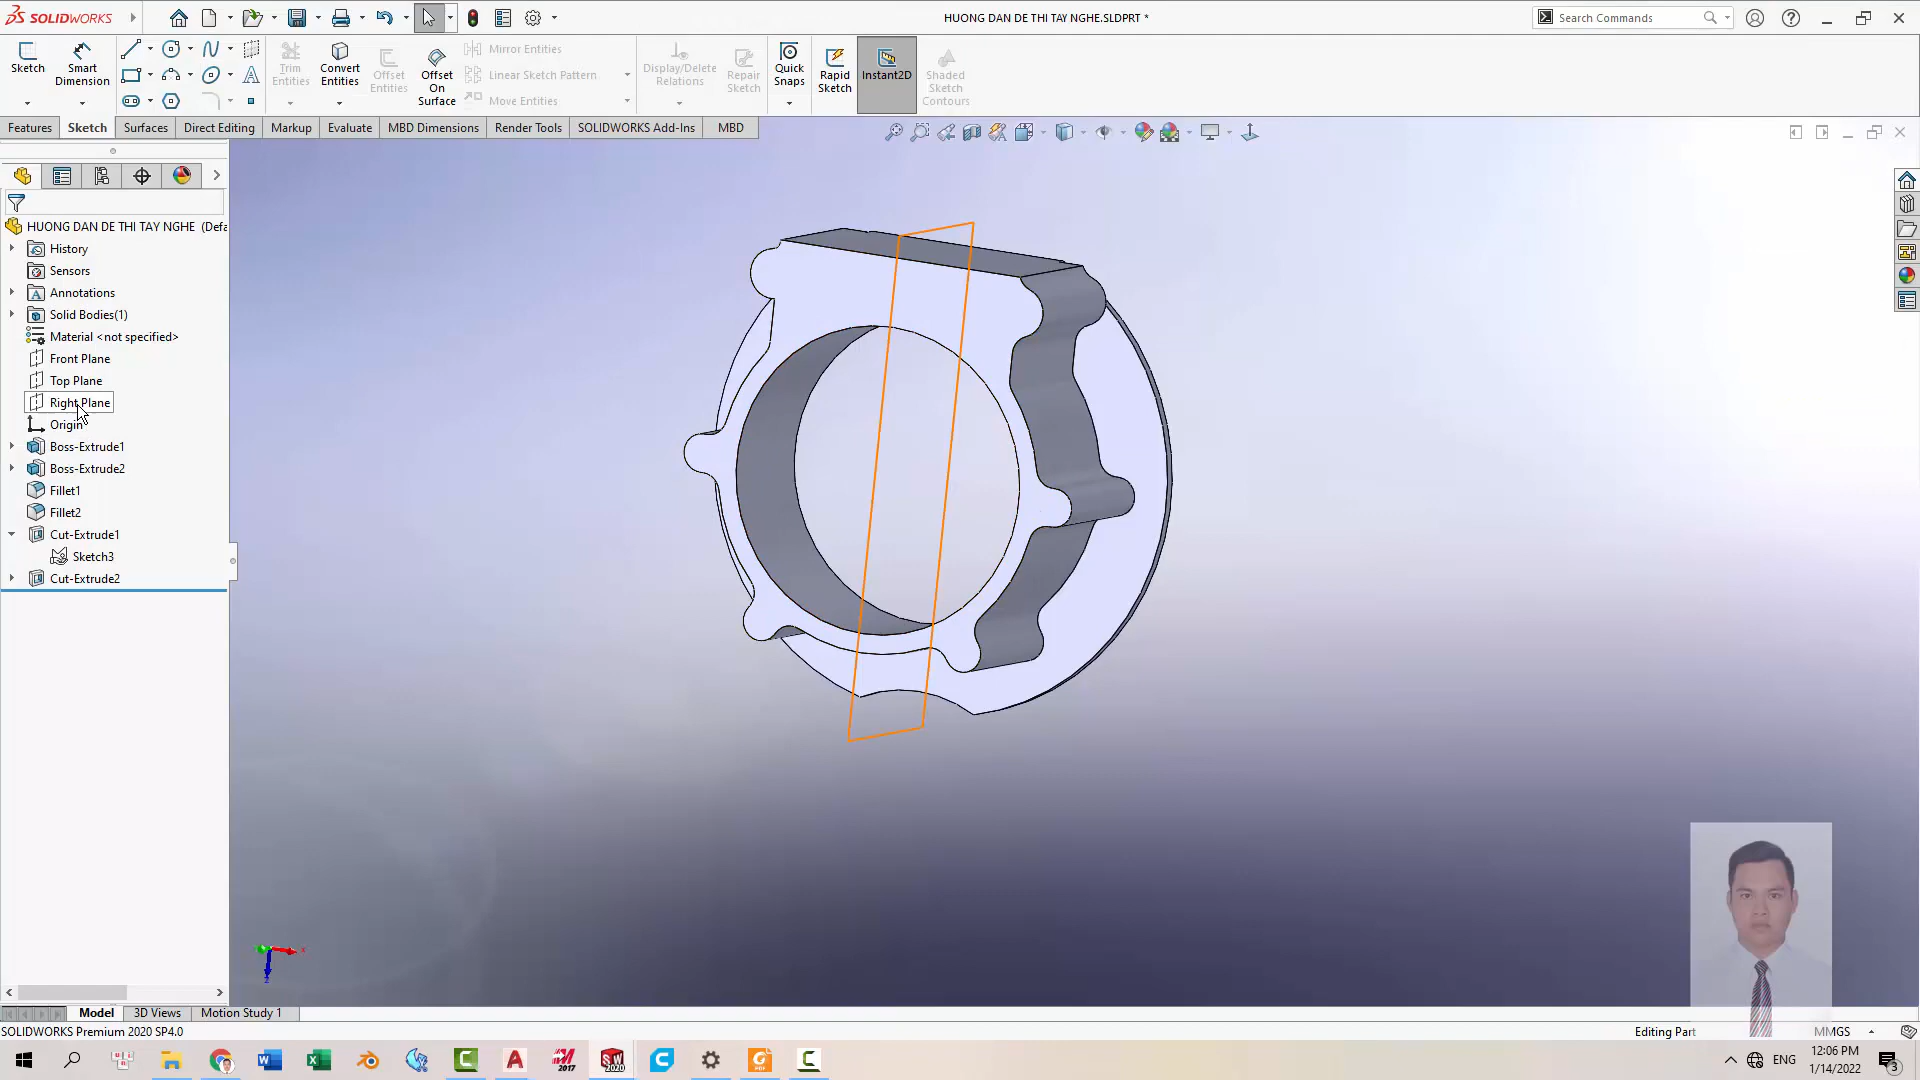 SOLIDWORKS
HUONG DAN DE THI TAY NGHE.SLDPRT *
Search Commands
Sketch
Smart Dimension
Trim Entities
Convert Entities
Offset Entities
Offset On Surface
Mirror Entities
Linear Sketch Pattern
Move Entities
Display/Delete Relations
Repair Sketch
Quick Snaps
Rapid Sketch
Instant2D
Shaded Sketch Contours
Features
Sketch
Surfaces
Direct Editing
Markup
Evaluate
MBD Dimensions
Render Tools
SOLIDWORKS Add-Ins
MBD
HUONG DAN DE THI TAY NGHE (Defa
History
Sensors
Annotations
Solid Bodies(1)
Material <not specified>
Front Plane
Top Plane
Right Plane
Origin
Boss-Extrude1
Boss-Extrude2
Fillet1
Fillet2
Cut-Extrude1
Sketch3
Cut-Extrude2
Model
3D Views
Motion Study 1
SOLIDWORKS Premium 2020 SP4.0
Editing Part
MMGS
ENG
12:06 PM
1/14/2022
3